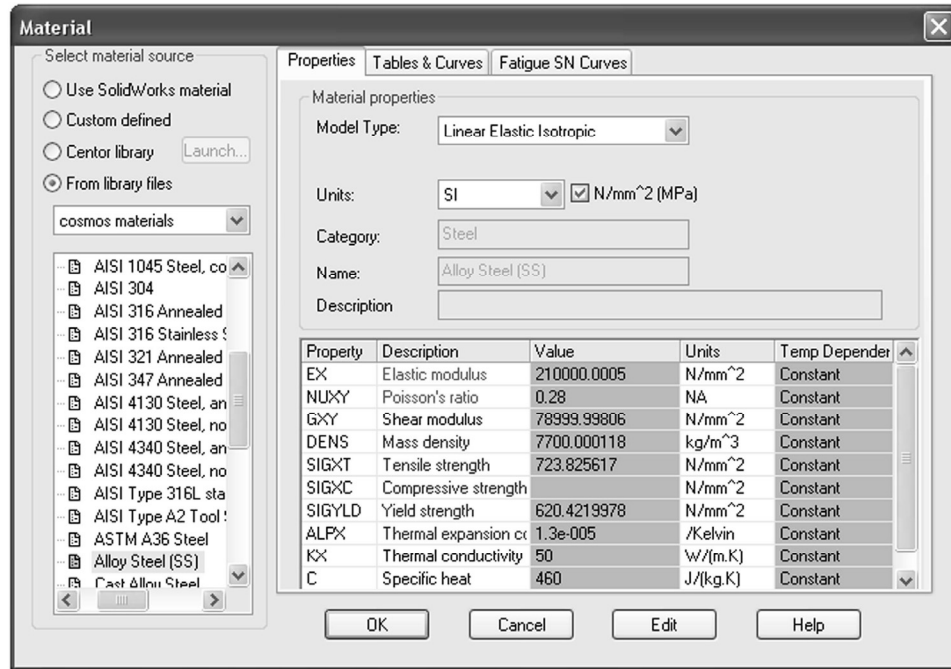 Material
Select material source
Use SolidWorks material
Custom defined
Centor library Launch...
From library files
cosmos materials
AISI 1045 Steel, co
AISI 304
AISI 316 Annealed
AISI 316 Stainless S
AISI 321 Annealed
AISI 347 Annealed
AISI 4130 Steel, an
AISI 4130 Steel, no
AISI 4340 Steel, an
AISI 4340 Steel, no
AISI Type 316L sta
AISI Type A2 Tool
ASTM A36 Steel
Alloy Steel (SS)
Cast Alloy Steel
Properties Tables & Curves Fatigue SN Curves
Material properties
Model Type: Linear Elastic Isotropic
Units: SI N/mm^2 (MPa)
Category: Steel
Name: Alloy Steel (SS)
Description
Property Description Value Units Temp Depender
EX Elastic modulus 210000.0005 N/mm^2 Constant
NUXY Poisson's ratio 0.28 NA Constant
GXY Shear modulus 78999.99806 N/mm^2 Constant
DENS Mass density 7700.000118 kg/m^3 Constant
SIGXT Tensile strength 723.825617 N/mm^2 Constant
SIGXC Compressive strength N/mm^2 Constant
SIGYLD Yield strength 620.4219978 N/mm^2 Constant
ALPX Thermal expansion co 1.3e-005 /Kelvin Constant
KX Thermal conductivity 50 W/(m.K) Constant
C Specific heat 460 J/(kg.K) Constant
OK Cancel Edit Help